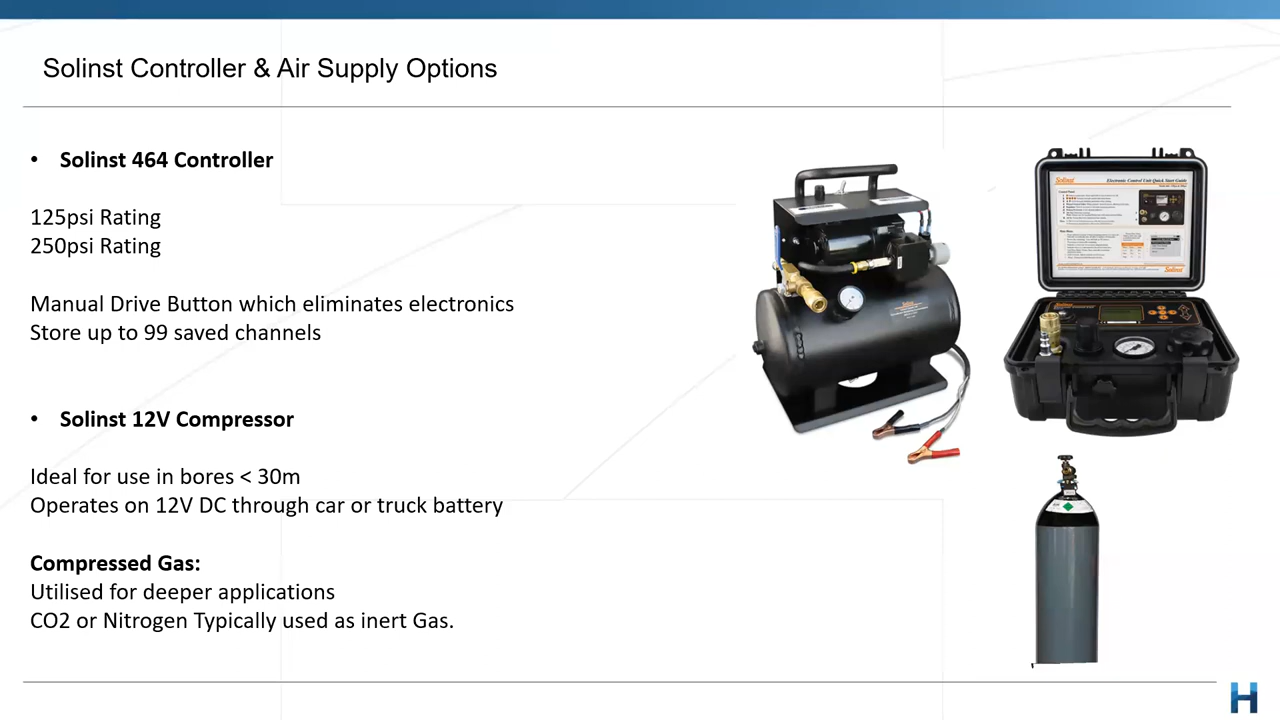 Solinst Controller & Air Supply Options
• Solinst 464 Controller
125psi Rating
250psi Rating
Manual Drive Button which eliminates electronics
Store up to 99 saved channels
• Solinst 12V Compressor
Ideal for use in bores < 30m
Operates on 12V DC through car or truck battery
Compressed Gas:
Utilised for deeper applications
CO2 or Nitrogen Typically used as inert Gas.
Solinst
Electronic Control Unit Quick Start Guide
Solinst
H